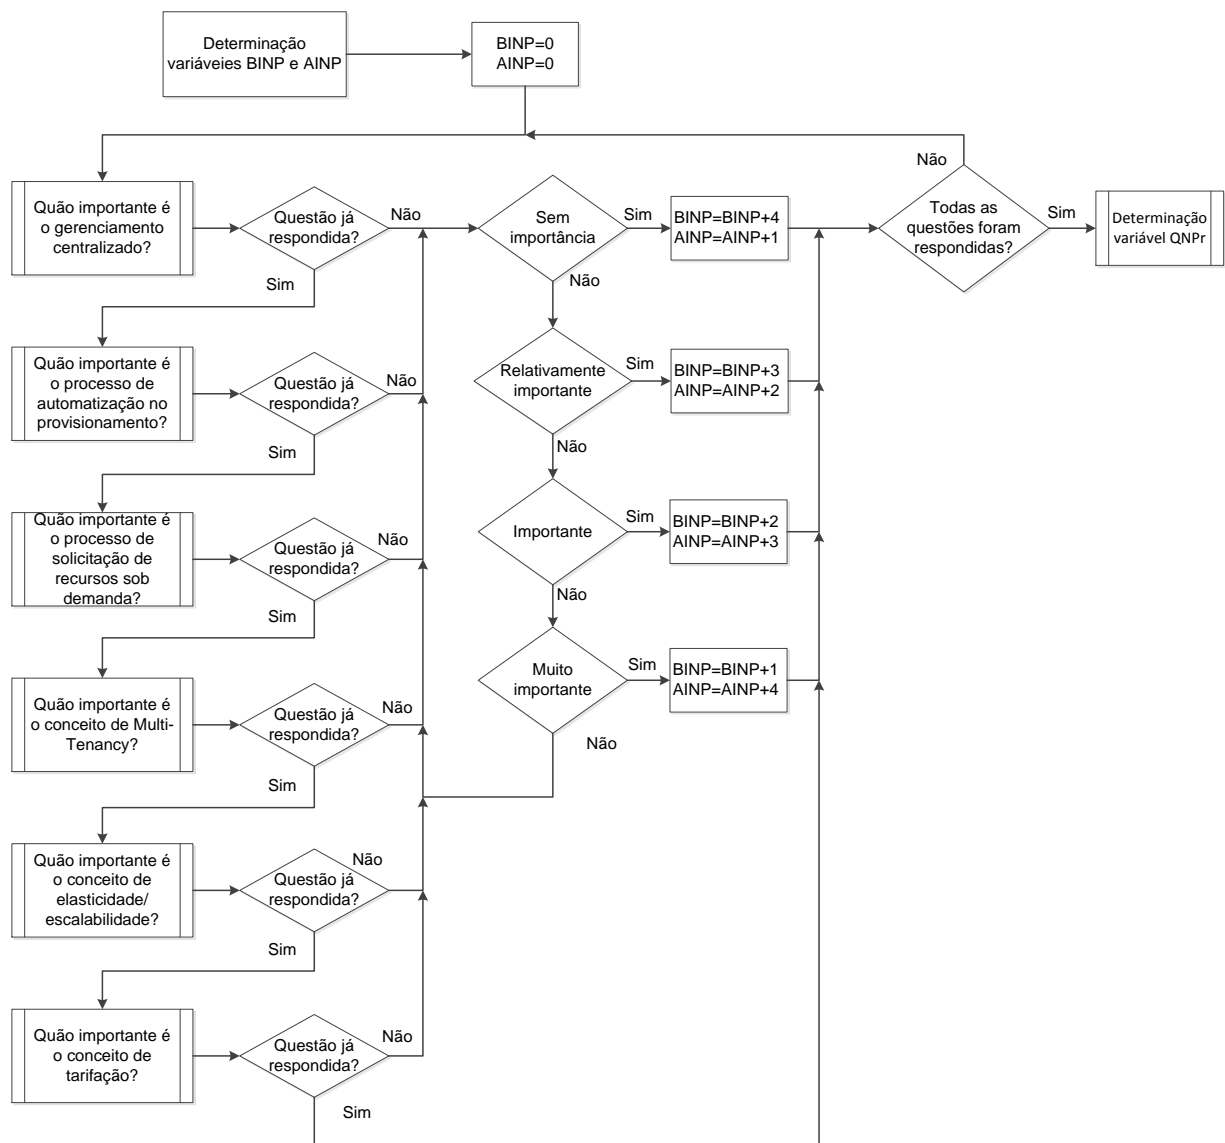 Determinação
variáveies BINP e AINP
BINP=0
AINP=0
Não
Quão importante é
o gerenciamento
centralizado?
Questão já
respondida?
Não
Sim
Sem
importância
Sim
Não
BINP=BINP+4
AINP=AINP+1
Todas as
questões foram
respondidas?
Sim
Determinação
variável QNPr
Quão importante é
o processo de
automatização no
provisionamento?
Questão já
respondida?
Não
Sim
Relativamente
importante
Sim
Não
BINP=BINP+3
AINP=AINP+2
Quão importante é
o processo de
solicitação de
recursos sob
demanda?
Questão já
respondida?
Não
Sim
Importante
Sim
Não
BINP=BINP+2
AINP=AINP+3
Quão importante é
o conceito de Multi-
Tenancy?
Questão já
respondida?
Não
Sim
Muito
importante
Sim
Não
BINP=BINP+1
AINP=AINP+4
Quão importante é
o conceito de
elasticidade/
escalabilidade?
Questão já
respondida?
Não
Sim
Quão importante é
o conceito de
tarifação?
Questão já
respondida?
Não
Sim